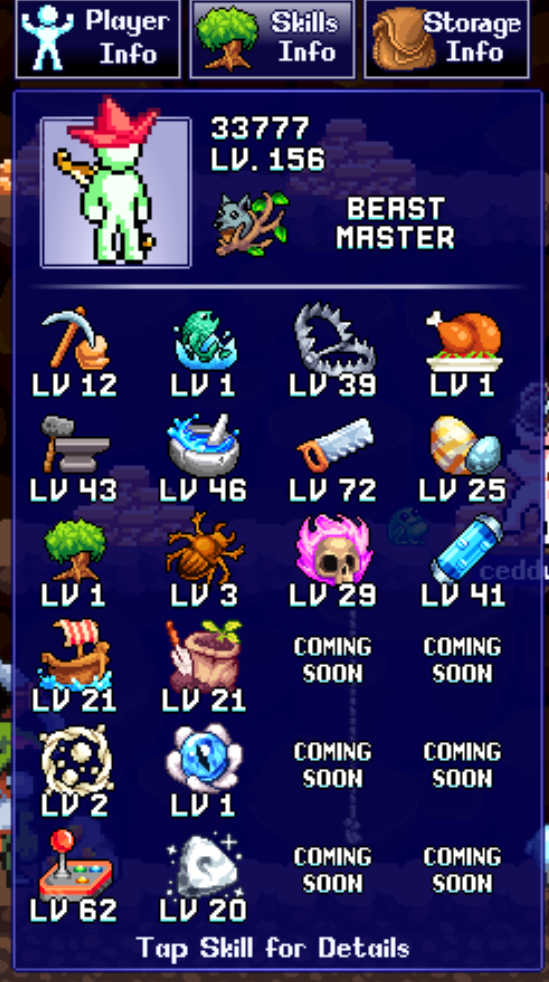 Player Info
Skills Info
Storage Info
33777
LV. 156
BEAST MASTER
LV 12
LV 1
LV 39
LV 1
LV 43
LV 46
LV 72
LV 25
LV 1
LV 3
LV 29
LV 41
cedd
LV 21
LV 21
COMING SOON
COMING SOON
LV 2
LV 1
COMING SOON
COMING SOON
LV 62
LV 20
COMING SOON
COMING SOON
Tap Skill for Details